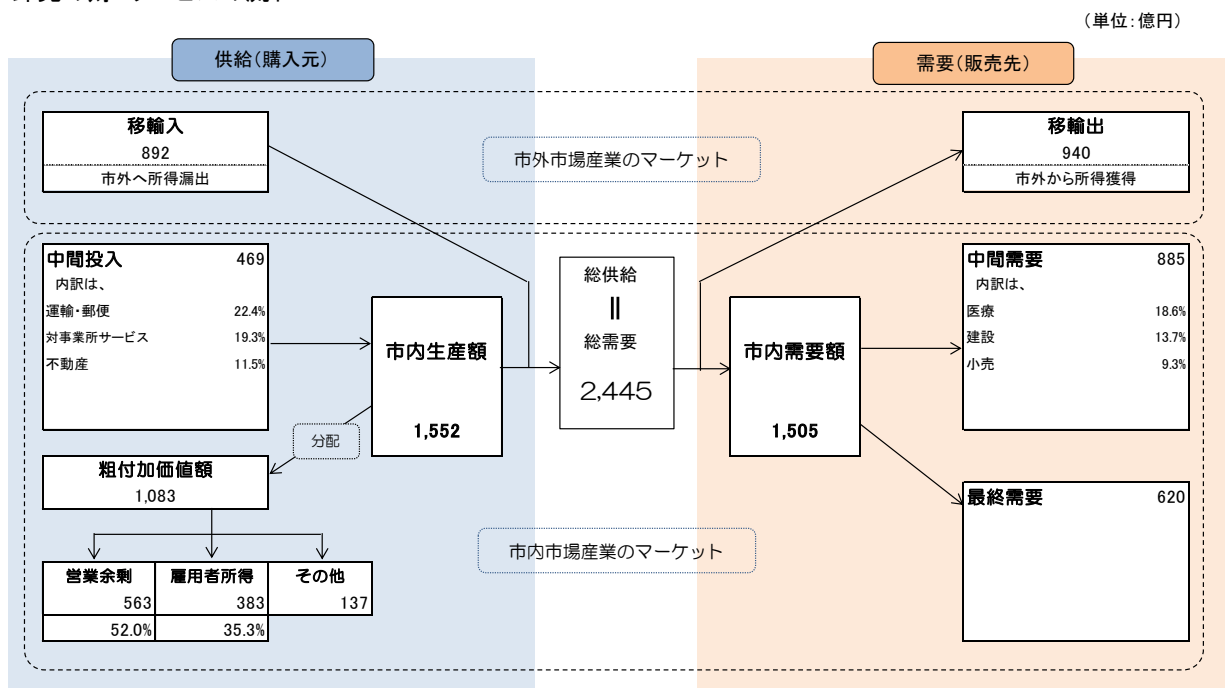 (単位：億円)
供給(購入元)
需要(販売先)
移輸入
892
市外へ所得漏出
市外市場産業のマーケット
移輸出
940
市外から所得獲得
中間投入 469
内訳は、
運輸・郵便 22.4%
対事業所サービス 19.3%
不動産 11.5%
市内生産額
1,552
総供給
||
総需要
2,445
市内需要額
1,505
中間需要 885
内訳は、
医療 18.6%
建設 13.7%
小売 9.3%
分配
粗付加価値額
1,083
最終需要 620
市内市場産業のマーケット
営業余剰 雇用者所得 その他
563 383 137
52.0% 35.3%